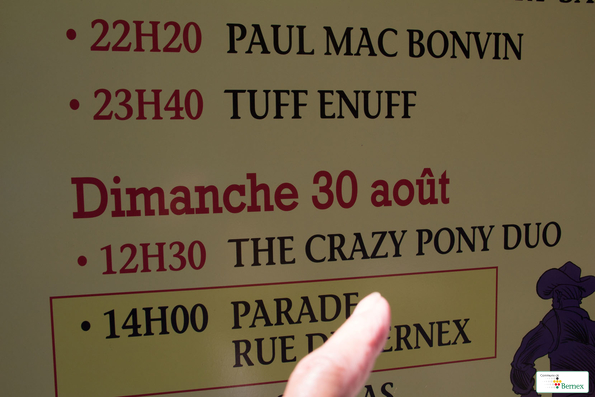 • 22H20 PAUL MAC BONVIN
• 23H40 TUFF ENUFF
Dimanche 30 août
• 12H30 THE CRAZY PONY DUO
• 14H00 PARADE
RUE ERNEX
Bernex